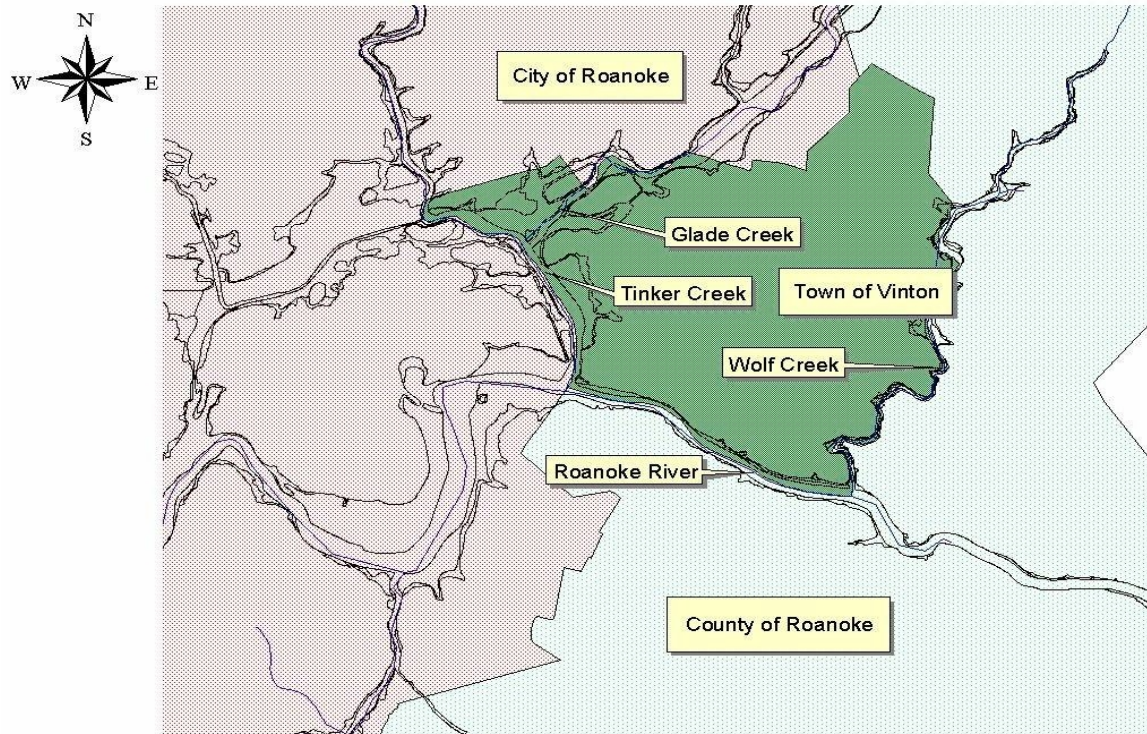 N
W E
S
City of Roanoke
Glade Creek
Tinker Creek
Town of Vinton
Wolf Creek
Roanoke River
County of Roanoke